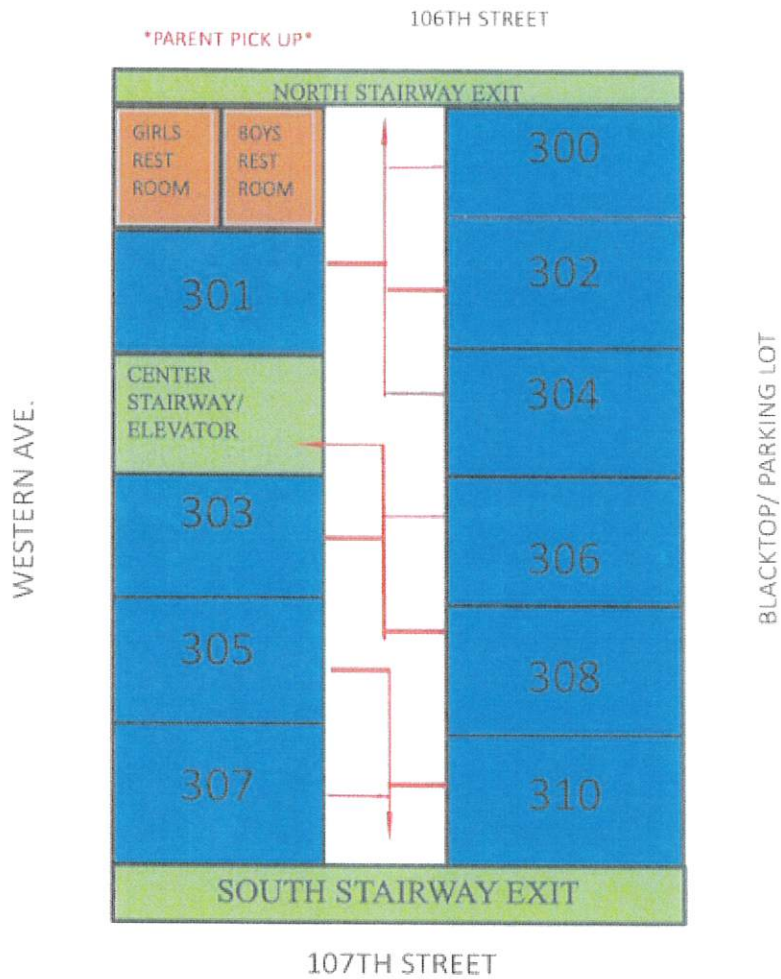 106TH STREET
*PARENT PICK UP*
NORTH STAIRWAY EXIT
GIRLS
REST
ROOM
BOYS
REST
ROOM
300
301
302
CENTER
STAIRWAY/
ELEVATOR
304
303
306
305
308
307
310
SOUTH STAIRWAY EXIT
107TH STREET
WESTERN AVE.
BLACKTOP/ PARKING LOT